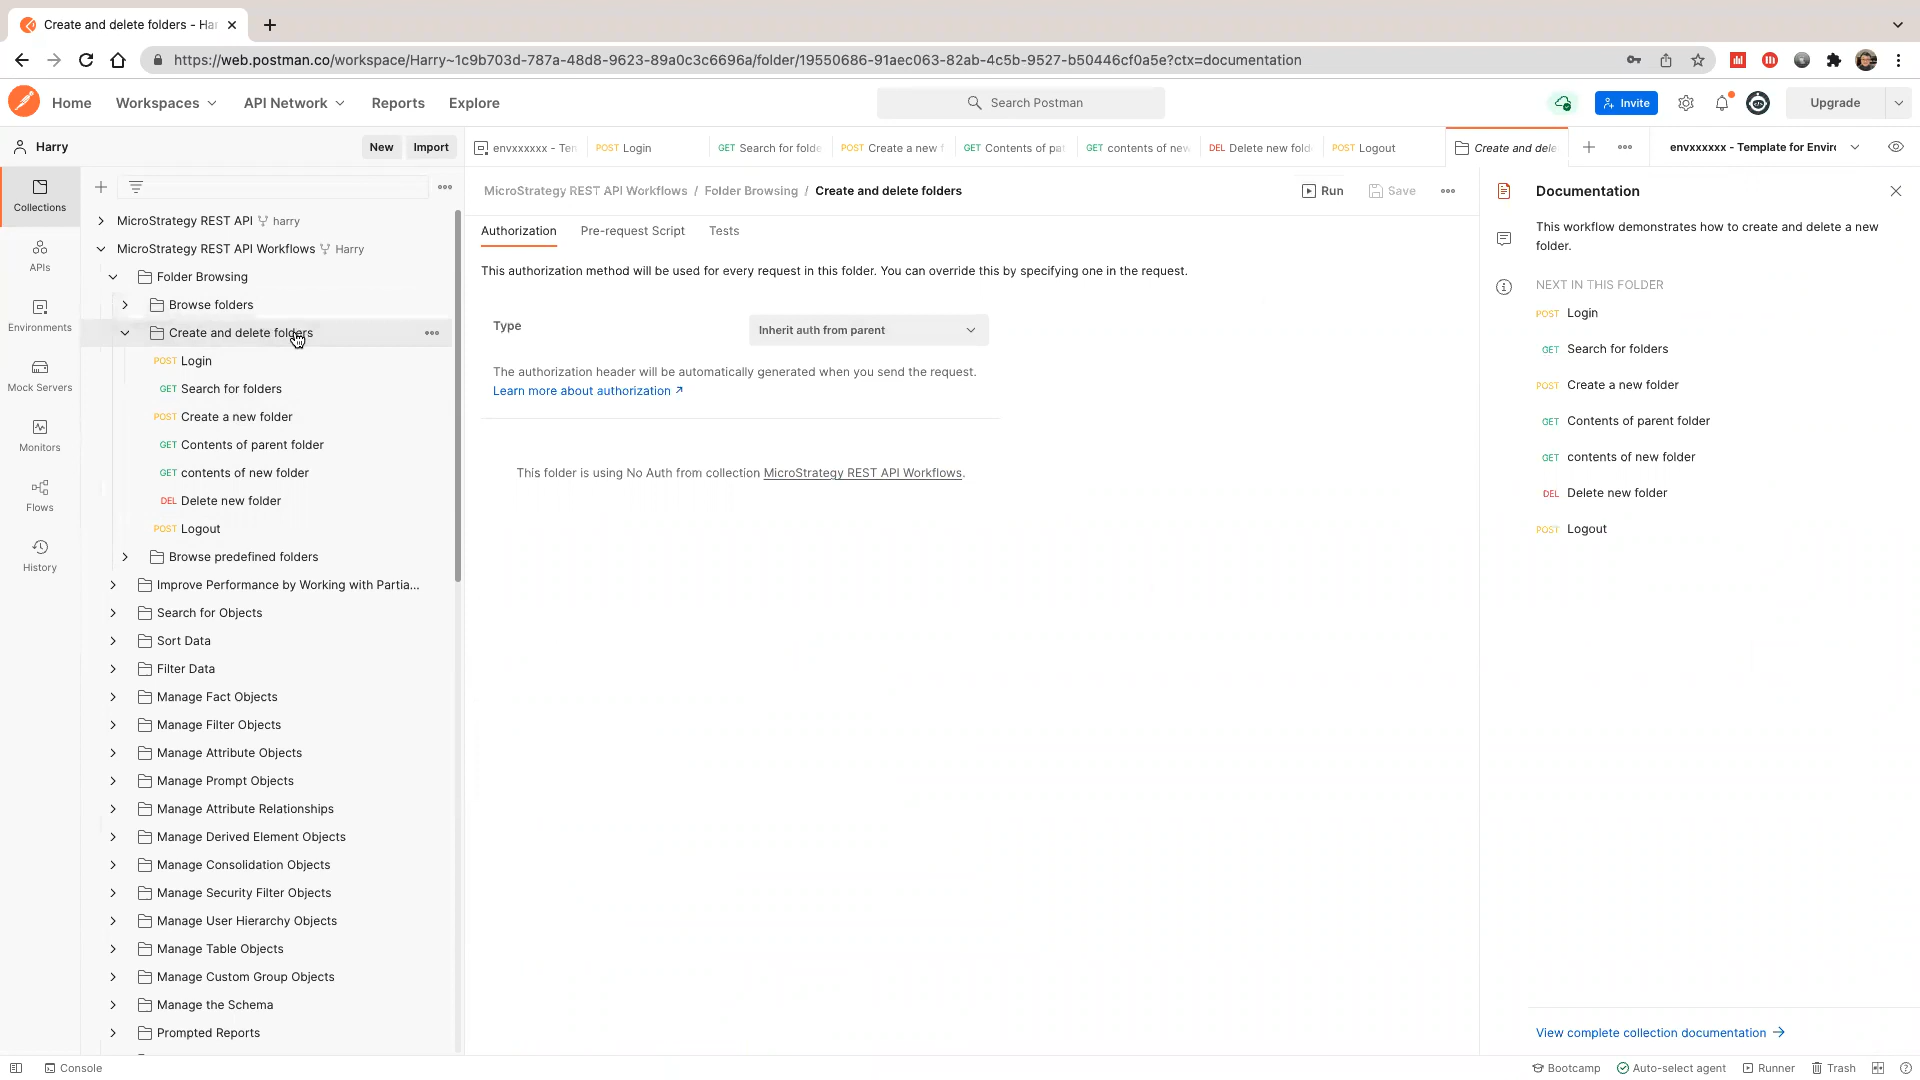 Create and delete folders - Ha
https://web.postman.co/workspace/Harry~1c9b703d-787a-48d8-9623-89a0c3c6696a/folder/19550686-91aec063-82ab-4c5b-9527-b50446cf0a5e?ctx=documentation
Home Workspaces API Network Reports Explore Search Postman Invite Upgrade
Harry New Import
envxxxxxx - Ten POST Login GET Search for folde POST Create a new f GET Contents of pa GET contents of new DEL Delete new fold POST Logout Create and dele envxxxxxx - Template for Enviro
Collections
APIs
Environments
Mock Servers
Monitors
Flows
History
MicroStrategy REST API harry
MicroStrategy REST API Workflows Harry
Folder Browsing
Browse folders
Create and delete folders
POST Login
GET Search for folders
POST Create a new folder
GET Contents of parent folder
GET contents of new folder
DEL Delete new folder
POST Logout
Browse predefined folders
Improve Performance by Working with Partia...
Search for Objects
Sort Data
Filter Data
Manage Fact Objects
Manage Filter Objects
Manage Attribute Objects
Manage Prompt Objects
Manage Attribute Relationships
Manage Derived Element Objects
Manage Consolidation Objects
Manage Security Filter Objects
Manage User Hierarchy Objects
Manage Table Objects
Manage Custom Group Objects
Manage the Schema
Prompted Reports
MicroStrategy REST API Workflows / Folder Browsing / Create and delete folders Run Save
Authorization Pre-request Script Tests
This authorization method will be used for every request in this folder. You can override this by specifying one in the request.
Type Inherit auth from parent
The authorization header will be automatically generated when you send the request.
Learn more about authorization ↗
This folder is using No Auth from collection MicroStrategy REST API Workflows.
Documentation
This workflow demonstrates how to create and delete a new
folder.
NEXT IN THIS FOLDER
POST Login
GET Search for folders
POST Create a new folder
GET Contents of parent folder
GET contents of new folder
DEL Delete new folder
POST Logout
View complete collection documentation →
Console Bootcamp Auto-select agent Runner Trash